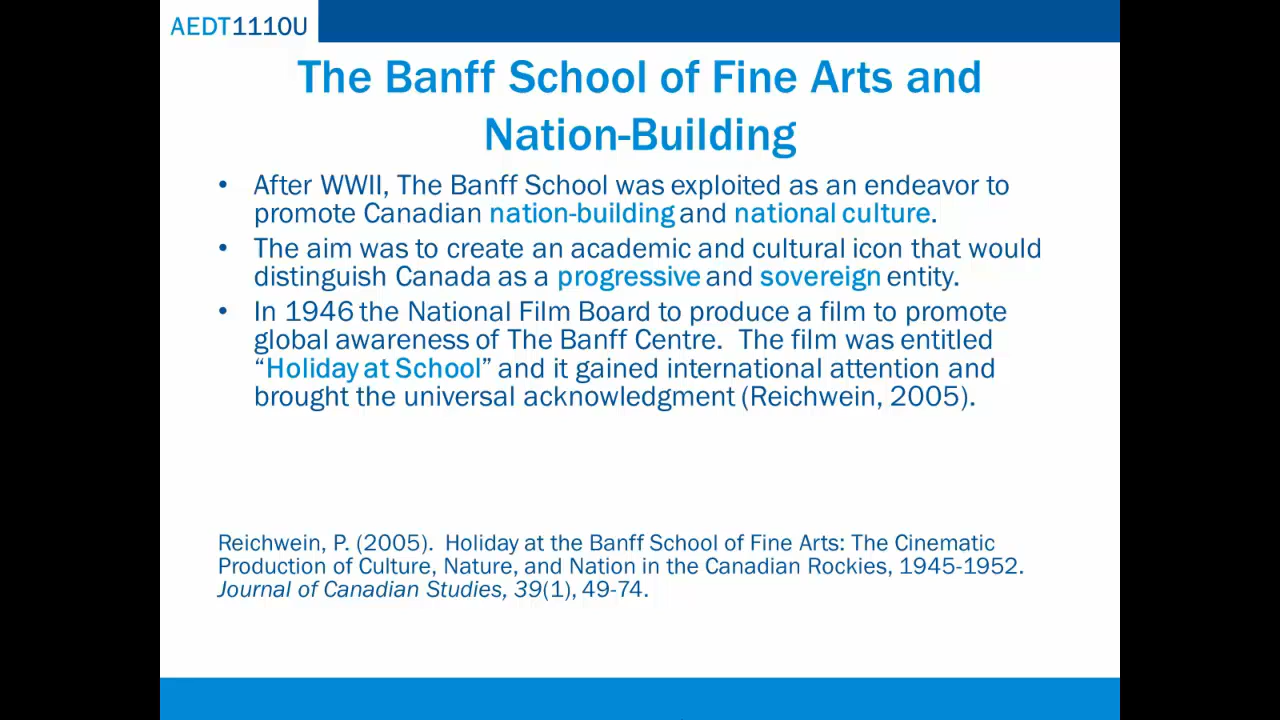 AEDT1110U
The Banff School of Fine Arts and
Nation-Building
• After WWII, The Banff School was exploited as an endeavor to
promote Canadian nation-building and national culture.
• The aim was to create an academic and cultural icon that would
distinguish Canada as a progressive and sovereign entity.
• In 1946 the National Film Board to produce a film to promote
global awareness of The Banff Centre.  The film was entitled
“Holiday at School” and it gained international attention and
brought the universal acknowledgment (Reichwein, 2005).
Reichwein, P. (2005).  Holiday at the Banff School of Fine Arts: The Cinematic
Production of Culture, Nature, and Nation in the Canadian Rockies, 1945-1952.
Journal of Canadian Studies, 39(1), 49-74.